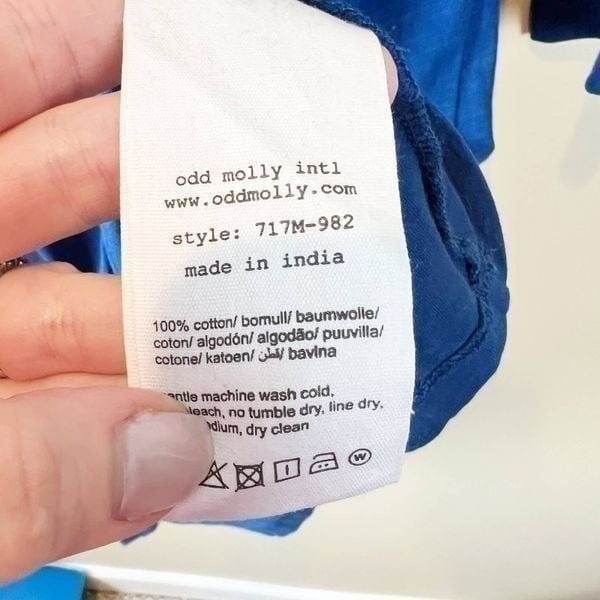 odd molly intl
www.oddmolly.com
style: 717M-982
made in india
100% cotton/ bomull/ baumwolle/
coton/ algodón/ algodão/ puuvilla/
cotone/ katoen/ قطن/ bavlna
machine wash cold,
no tumble dry, line dry.
dry clean
W